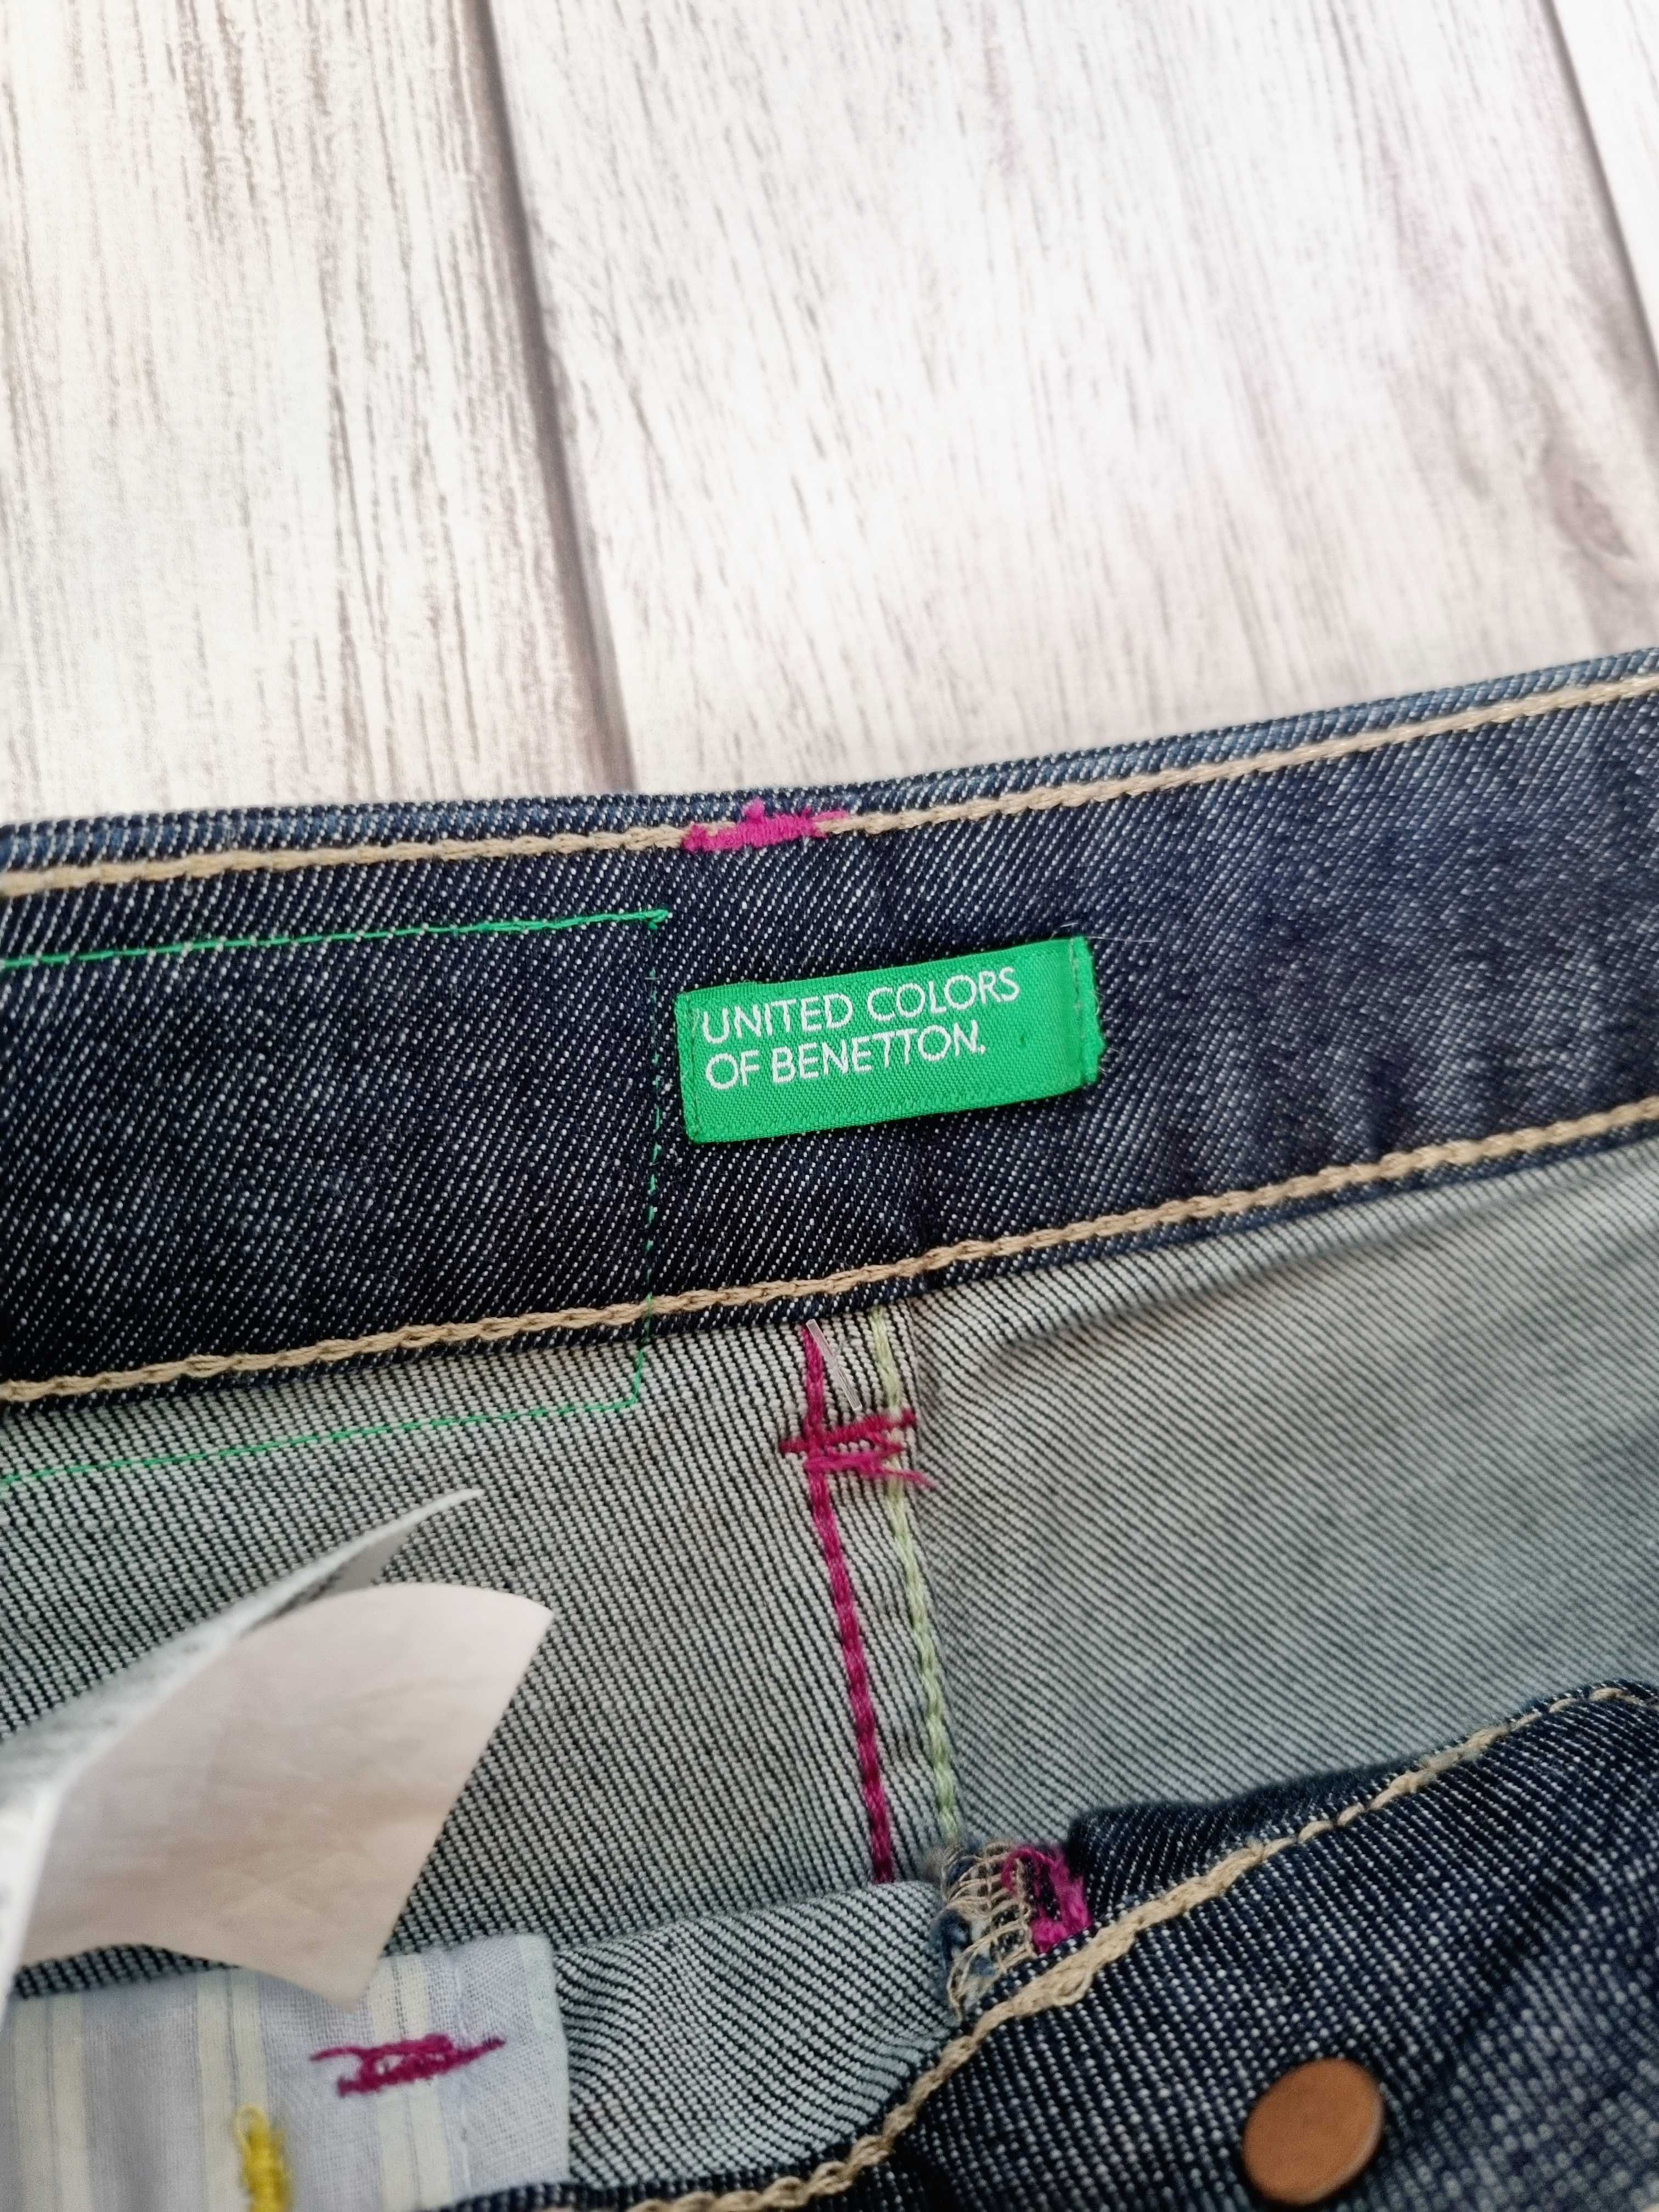 UNITED COLORS
OF BENETTON.